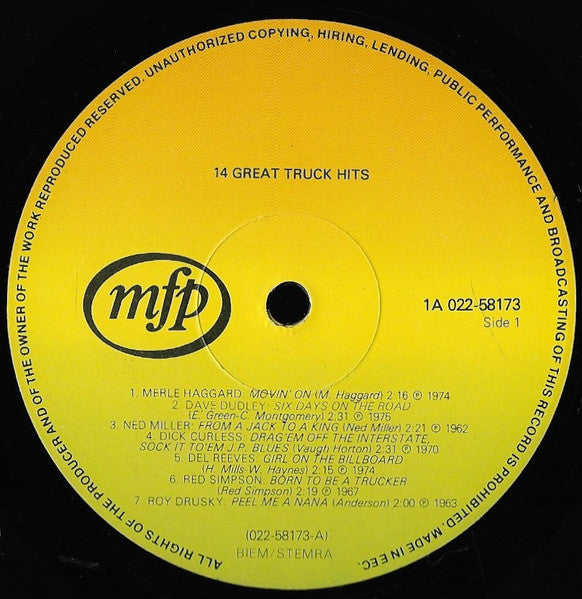 ALL RIGHTS OF THE PRODUCER AND OF THE OWNER OF THE WORK REPRODUCED RESERVED. UNAUTHORIZED COPYING, HIRING, LENDING, PUBLIC PERFORMANCE AND BROADCASTING OF THIS RECORD IS PROHIBITED. MADE IN EEC.
14 GREAT TRUCK HITS
mfp
1A 022-58173
Side 1
1. MERLE HAGGARD: MOVIN' ON (M. Haggard) 2:16 ℗ 1974
2. DAVE DUDLEY: SIX DAYS ON THE ROAD
(E. Green-C. Montgomery) 2:31 ℗ 1975
3. NED MILLER: FROM A JACK TO A KING (Ned Miller) 2:21 ℗ 1962
4. DICK CURLESS: DRAG'EM OFF THE INTERSTATE,
SOCK IT TO'EM J.P. BLUES (Vaugh Horton) 2:31 ℗ 1970
5. DEL REEVES: GIRL ON THE BILLBOARD
(H. Mills-W. Haynes) 2:15 ℗ 1974
6. RED SIMPSON: BORN TO BE A TRUCKER
(Red Simpson) 2:19 ℗ 1967
7. ROY DRUSKY: PEEL ME A NANA (Anderson) 2:00 ℗ 1963
(022-58173-A)
BIEM/STEMRA